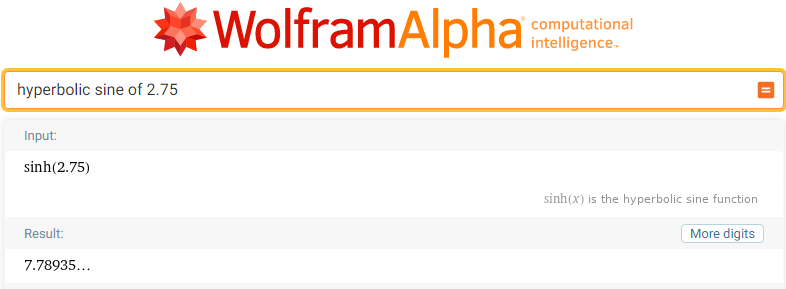 WolframAlpha computational
intelligence™
hyperbolic sine of 2.75
Input:
sinh(2.75)
sinh(x) is the hyperbolic sine function
Result:
More digits
7.78935…